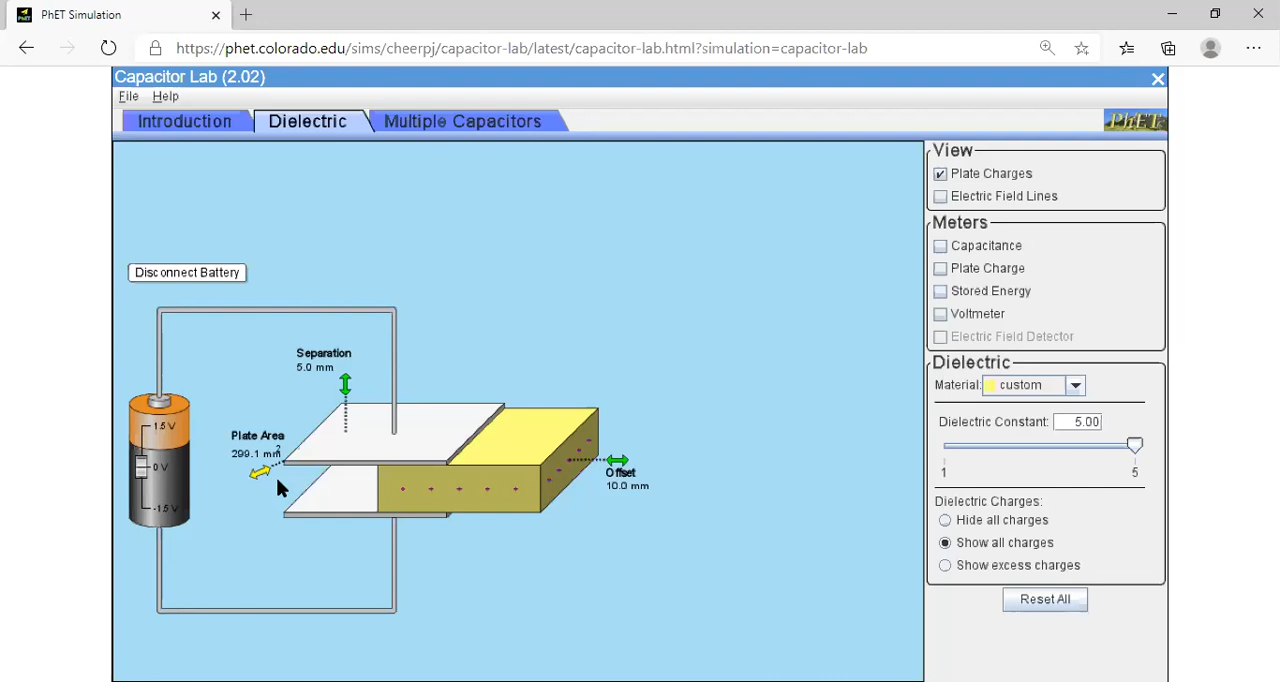 PhET Simulation
https://phet.colorado.edu/sims/cheerpj/capacitor-lab/latest/capacitor-lab.html?simulation=capacitor-lab
Capacitor Lab (2.02)
File Help
Introduction Dielectric Multiple Capacitors
PhET
View
Plate Charges
Electric Field Lines
Meters
Capacitance
Plate Charge
Stored Energy
Voltmeter
Electric Field Detector
Dielectric
Material: custom
Dielectric Constant: 5.00
1 5
Dielectric Charges:
Hide all charges
Show all charges
Show excess charges
Reset All
Disconnect Battery
Separation
5.0 mm
1.5 V
0 V
-1.5 V
Plate Area
299.1 mm²
Offset
10.0 mm